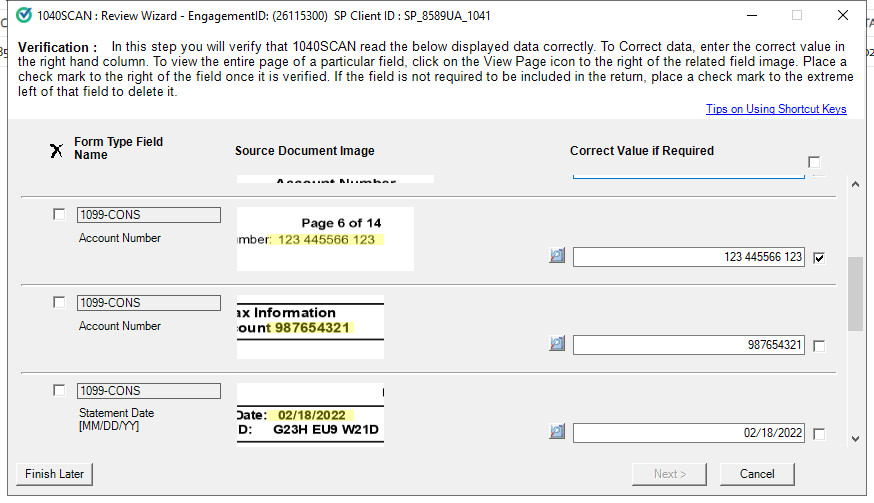 1040SCAN : Review Wizard - EngagementID: (26115300) SP Client ID : SP_8589UA_1041
Verification : In this step you will verify that 1040SCAN read the below displayed data correctly. To Correct data, enter the correct value in
the right hand column. To view the entire page of a particular field, click on the View Page icon to the right of the related field image. Place a
check mark to the right of the field once it is verified. If the field is not required to be included in the return, place a check mark to the extreme
left of that field to delete it.
Tips on Using Shortcut Keys
X Form Type Field
Name
Source Document Image
Correct Value if Required
Account Number
1099-CONS
Account Number
Page 6 of 14
mber: 123 445566 123
123 445566 123
1099-CONS
Account Number
ax Information
ount 987654321
987654321
1099-CONS
Statement Date
[MM/DD/YY]
Date: 02/18/2022
D: G23H EU9 W21D
02/18/2022
Finish Later
Next >
Cancel